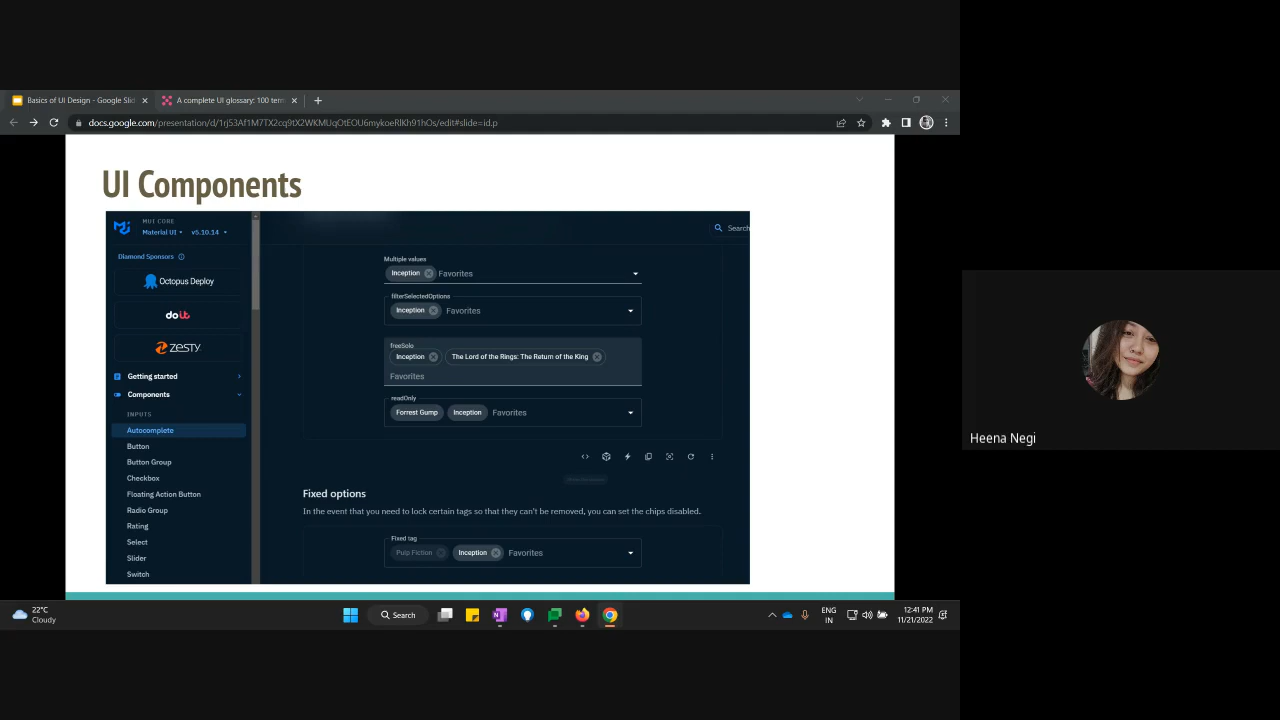 Basics of UI Design - Google Slid
A complete UI glossary: 100 term
docs.google.com/presentation/d/1rj53Af1M7TX2cq9tX2WKMUqOtEOU6mykoeRlKh91hOs/edit#slide=id.p
UI Components
MUI CORE
Material UI
v5.10.14
Search
Diamond Sponsors
Octopus Deploy
doit
ZESTY
Getting started
Components
INPUTS
Autocomplete
Button
Button Group
Checkbox
Floating Action Button
Radio Group
Rating
Select
Slider
Switch
Multiple values
Inception Favorites
filterSelectedOptions
Inception Favorites
freeSolo
Inception The Lord of the Rings: The Return of the King
Favorites
readOnly
Forrest Gump Inception Favorites
Fixed options
In the event that you need to lock certain tags so that they can't be removed, you can set the chips disabled.
Fixed tag
Pulp Fiction Inception Favorites
Heena Negi
22°C
Cloudy
Search
ENG
IN
12:41 PM
11/21/2022